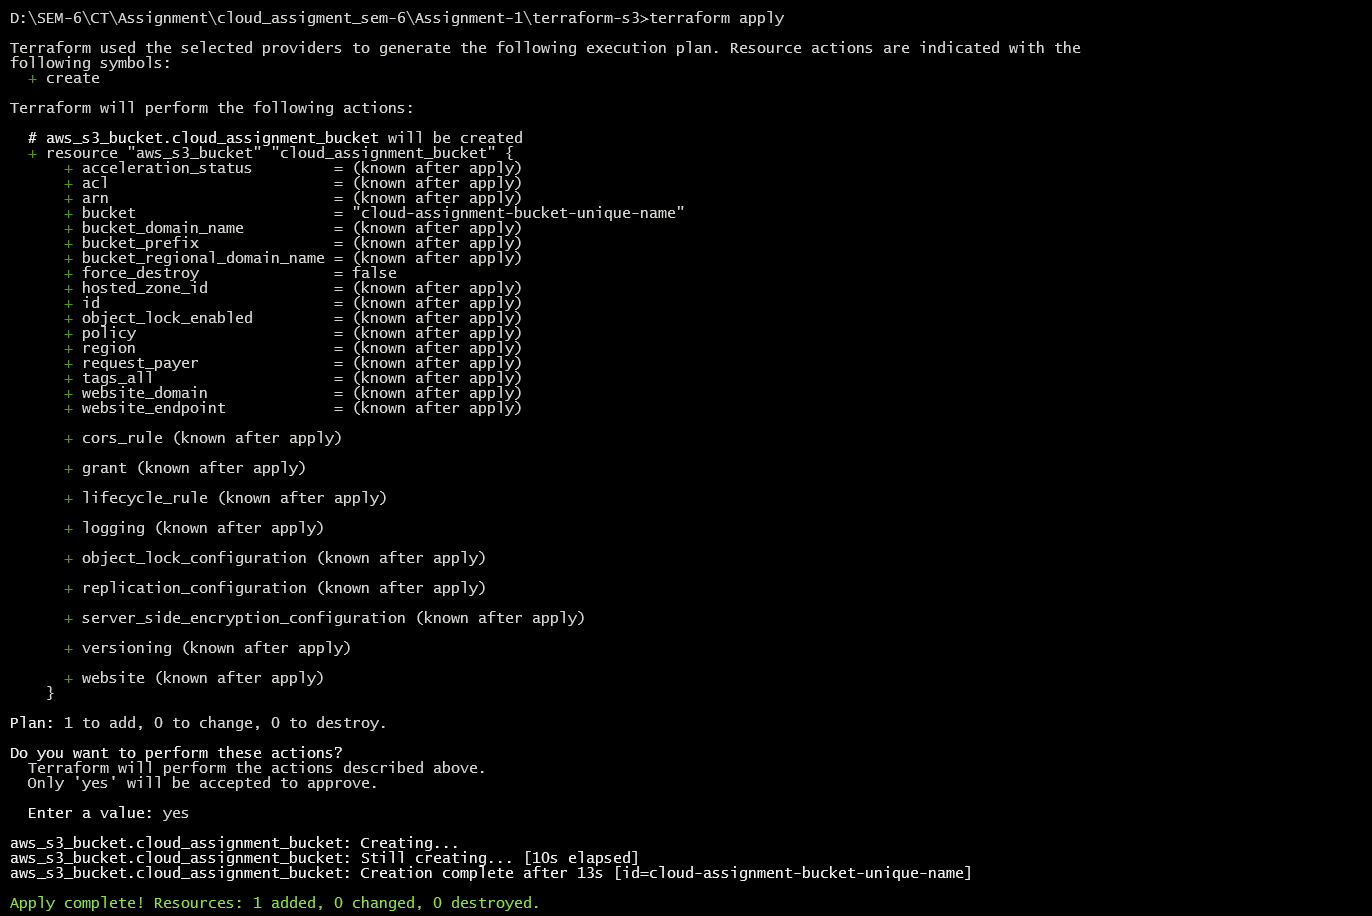 D:\SEM-6\CT\Assignment\cloud_assigment_sem-6\Assignment-1\terraform-s3>terraform apply
Terraform used the selected providers to generate the following execution plan. Resource actions are indicated with the
following symbols:
  + create
Terraform will perform the following actions:
  # aws_s3_bucket.cloud_assignment_bucket will be created
  + resource "aws_s3_bucket" "cloud_assignment_bucket" {
      + acceleration_status         = (known after apply)
      + acl                         = (known after apply)
      + arn                         = (known after apply)
      + bucket                      = "cloud-assignment-bucket-unique-name"
      + bucket_domain_name          = (known after apply)
      + bucket_prefix               = (known after apply)
      + bucket_regional_domain_name = (known after apply)
      + force_destroy               = false
      + hosted_zone_id              = (known after apply)
      + id                          = (known after apply)
      + object_lock_enabled         = (known after apply)
      + policy                      = (known after apply)
      + region                      = (known after apply)
      + request_payer               = (known after apply)
      + tags_all                    = (known after apply)
      + website_domain              = (known after apply)
      + website_endpoint            = (known after apply)
      + cors_rule (known after apply)
      + grant (known after apply)
      + lifecycle_rule (known after apply)
      + logging (known after apply)
      + object_lock_configuration (known after apply)
      + replication_configuration (known after apply)
      + server_side_encryption_configuration (known after apply)
      + versioning (known after apply)
      + website (known after apply)
    }
Plan: 1 to add, 0 to change, 0 to destroy.
Do you want to perform these actions?
  Terraform will perform the actions described above.
  Only 'yes' will be accepted to approve.
  Enter a value: yes
aws_s3_bucket.cloud_assignment_bucket: Creating...
aws_s3_bucket.cloud_assignment_bucket: Still creating... [10s elapsed]
aws_s3_bucket.cloud_assignment_bucket: Creation complete after 13s [id=cloud-assignment-bucket-unique-name]
Apply complete! Resources: 1 added, 0 changed, 0 destroyed.